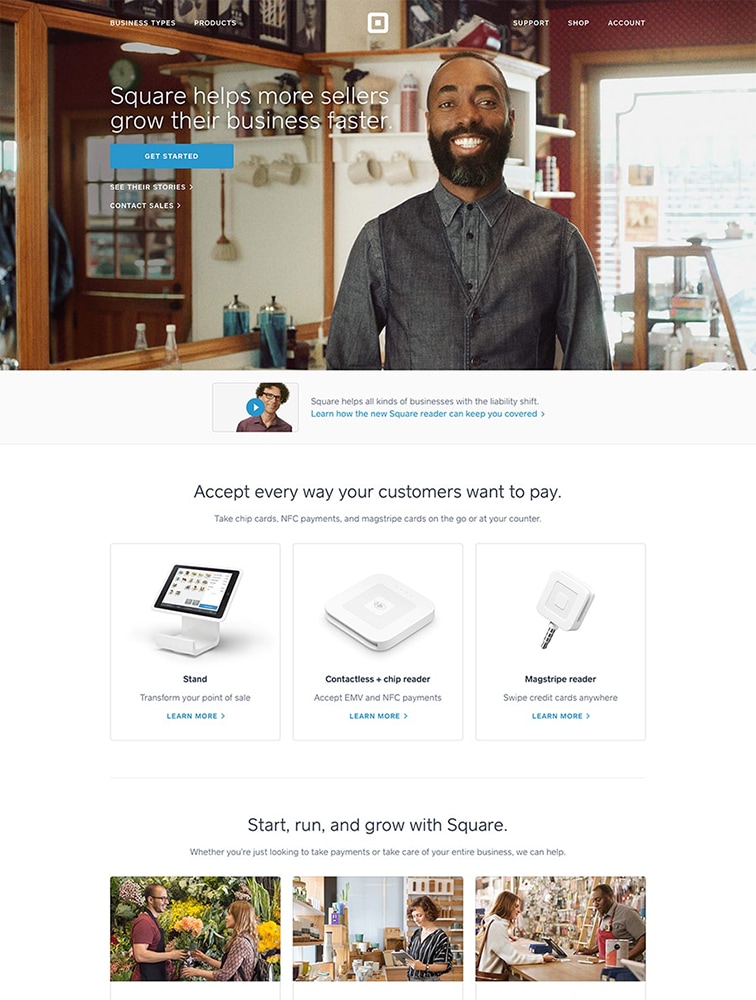 BUSINESS TYPES PRODUCTS SUPPORT SHOP ACCOUNT
Square helps more sellers
grow their business faster.
GET STARTED
SEE THEIR STORIES >
CONTACT SALES >
Square helps all kinds of businesses with the liability shift.
Learn how the new Square reader can keep you covered >
Accept every way your customers want to pay.
Take chip cards, NFC payments, and magstripe cards on the go or at your counter.
Stand
Transform your point of sale
LEARN MORE >
Contactless + chip reader
Accept EMV and NFC payments
LEARN MORE >
Magstripe reader
Swipe credit cards anywhere
LEARN MORE >
Start, run, and grow with Square.
Whether you're just looking to take payments or take care of your entire business, we can help.